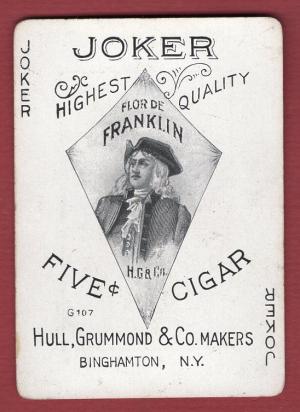 JOKER
JOKER
HIGHEST QUALITY
FLOR DE
FRANKLIN
H.G.& Co.
FIVE ¢ CIGAR
G107
HULL, GRUMMOND & CO. MAKERS
BINGHAMTON, N.Y.
JOKER